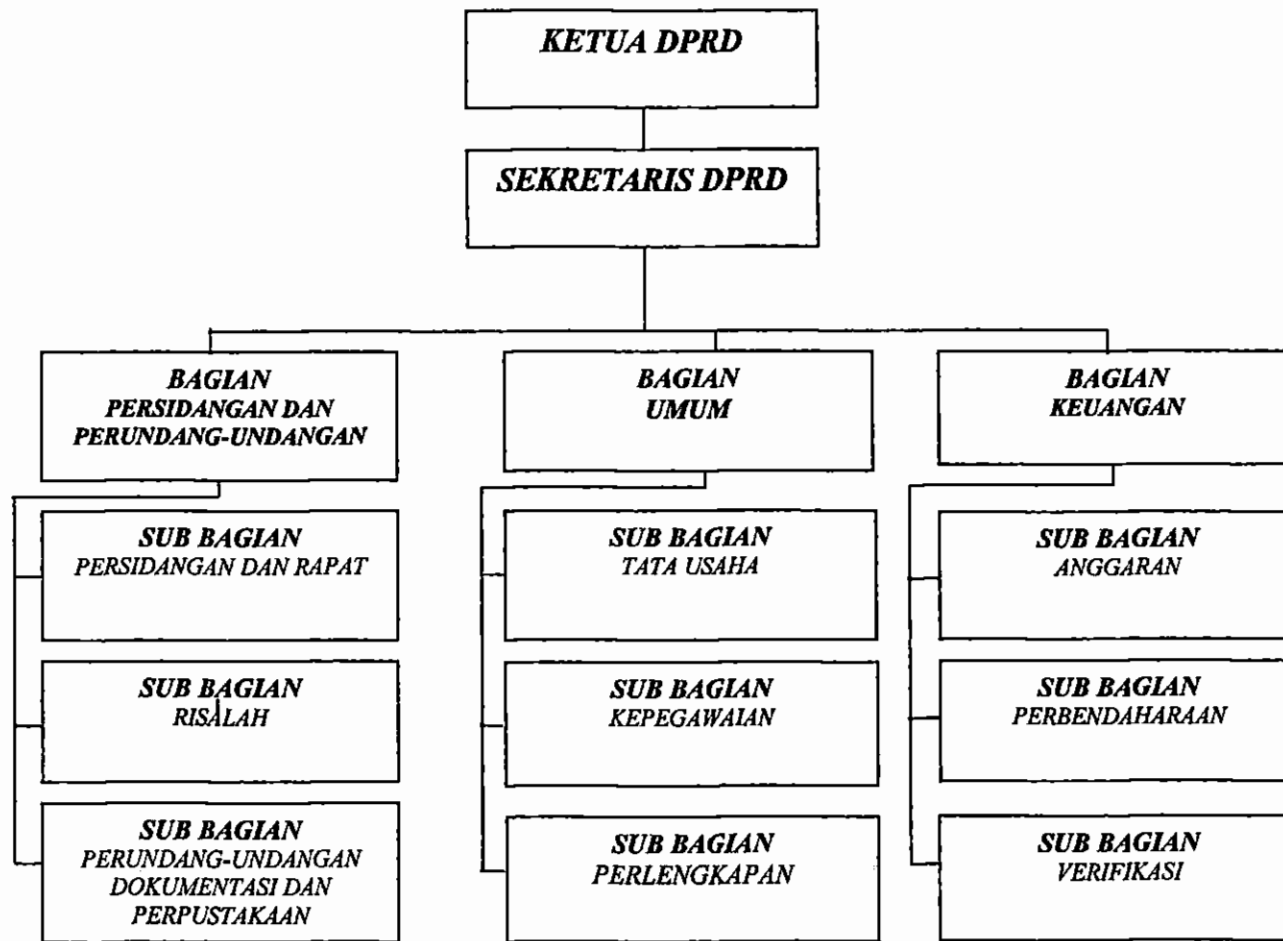 KETUA DPRD
SEKRETARIS DPRD
BAGIAN
PERSIDANGAN DAN
PERUNDANG-UNDANGAN
BAGIAN
UMUM
BAGIAN
KEUANGAN
SUB BAGIAN
PERSIDANGAN DAN RAPAT
SUB BAGIAN
TATA USAHA
SUB BAGIAN
ANGGARAN
SUB BAGIAN
RISALAH
SUB BAGIAN
KEPEGAWAIAN
SUB BAGIAN
PERBENDAHARAAN
SUB BAGIAN
PERUNDANG-UNDANGAN
DOKUMENTASI DAN
PERPUSTAKAAN
SUB BAGIAN
PERLENGKAPAN
SUB BAGIAN
VERIFIKASI